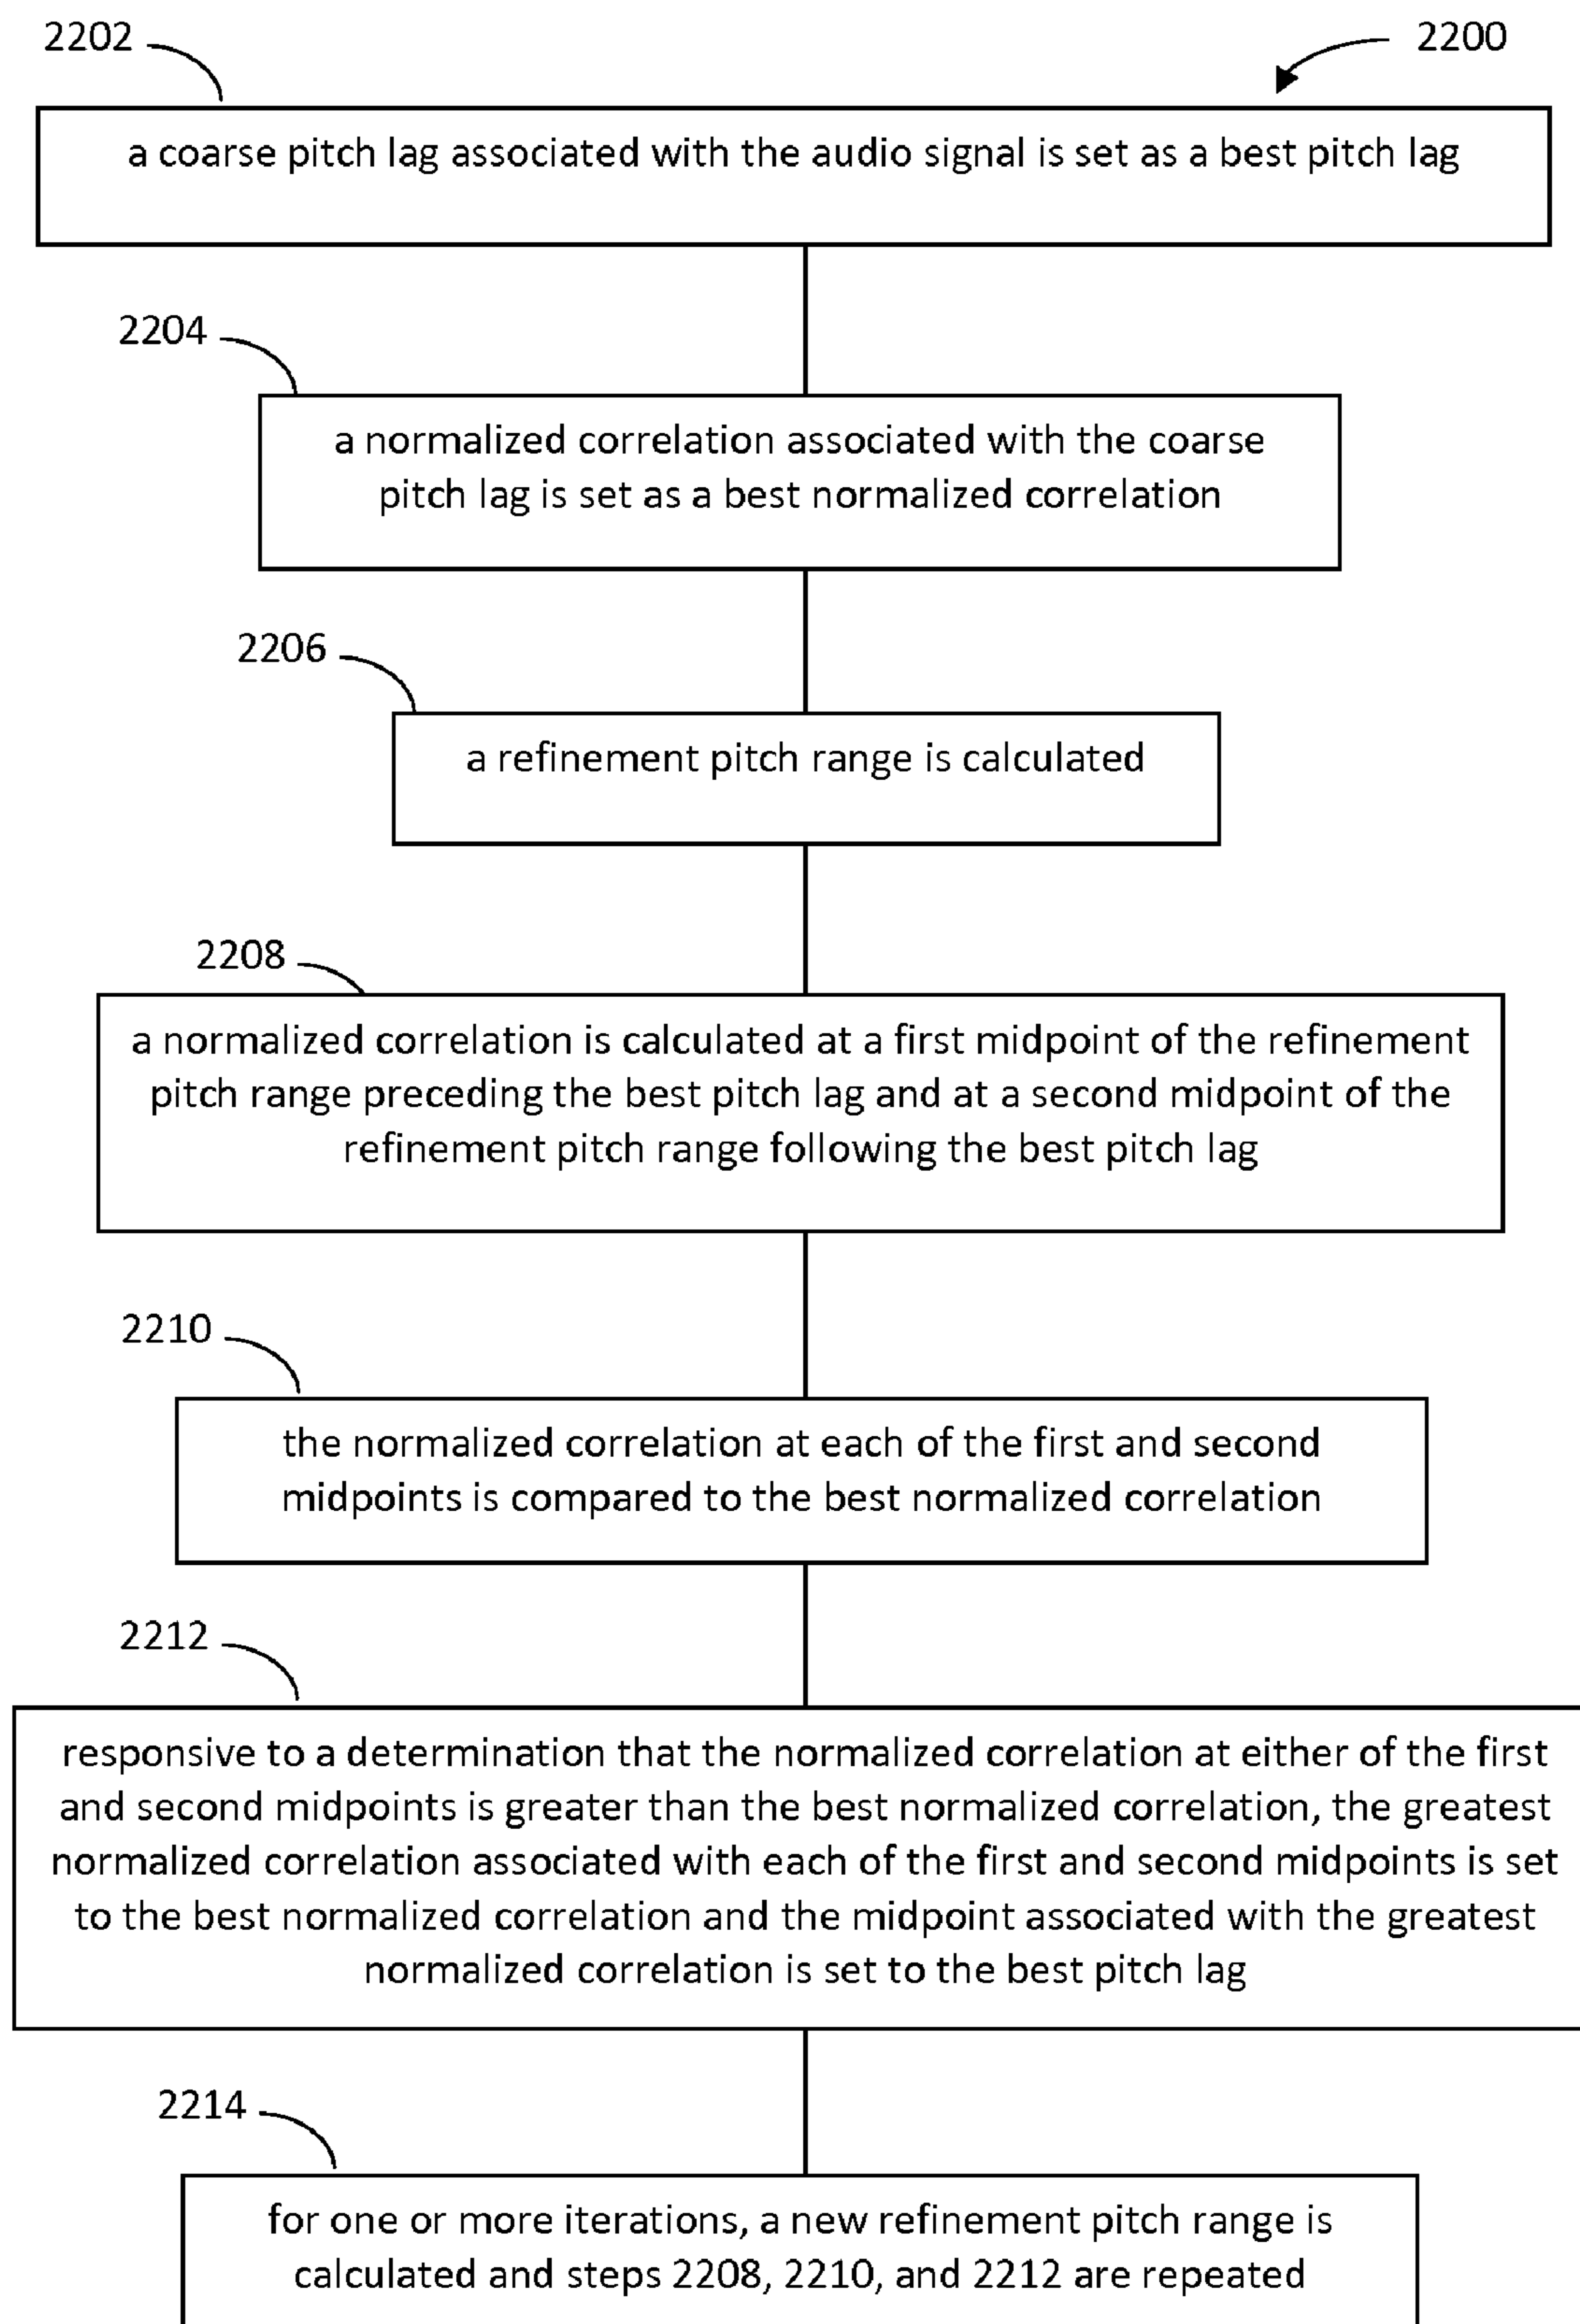 2202
2200
a coarse pitch lag associated with the audio signal is set as a best pitch lag
2204
a normalized correlation associated with the coarse
pitch lag is set as a best normalized correlation
2206
a refinement pitch range is calculated
2208
a normalized correlation is calculated at a first midpoint of the refinement
pitch range preceding the best pitch lag and at a second midpoint of the
refinement pitch range following the best pitch lag
2210
the normalized correlation at each of the first and second
midpoints is compared to the best normalized correlation
2212
responsive to a determination that the normalized correlation at either of the first
and second midpoints is greater than the best normalized correlation, the greatest
normalized correlation associated with each of the first and second midpoints is set
to the best normalized correlation and the midpoint associated with the greatest
normalized correlation is set to the best pitch lag
2214
for one or more iterations, a new refinement pitch range is
calculated and steps 2208, 2210, and 2212 are repeated